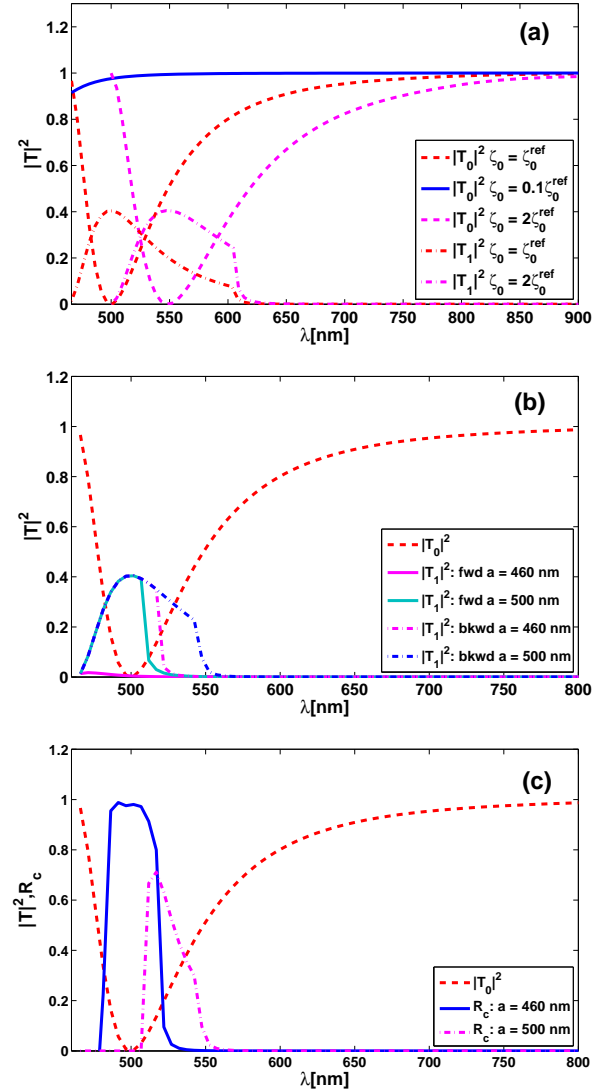 (a)
1.2
1
0.8
0.6
0.4
0.2
0
|T|²
|T₀|² ζ₀ = ζ₀ʳᵉᶠ
|T₀|² ζ₀ = 0.1ζ₀ʳᵉᶠ
|T₀|² ζ₀ = 2ζ₀ʳᵉᶠ
|T₁|² ζ₀ = ζ₀ʳᵉᶠ
|T₁|² ζ₀ = 2ζ₀ʳᵉᶠ
500 550 600 650 700 750 800 850 900
λ[nm]
(b)
1.2
1
0.8
0.6
0.4
0.2
0
|T|²
|T₀|²
|T₁|²: fwd a = 460 nm
|T₁|²: fwd a = 500 nm
|T₁|²: bkwd a = 460 nm
|T₁|²: bkwd a = 500 nm
500 550 600 650 700 750 800
λ[nm]
(c)
1.2
1
0.8
0.6
0.4
0.2
0
|T|²,R_c
|T₀|²
R_c: a = 460 nm
R_c: a = 500 nm
500 550 600 650 700 750 800
λ[nm]